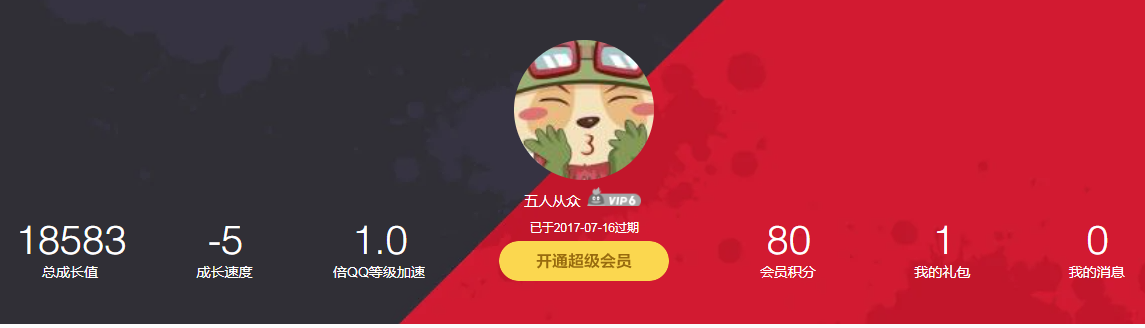 五人从众 VIP6
已于2017-07-16过期
开通超级会员
18583
总成长值
-5
成长速度
1.0
倍QQ等级加速
80
会员积分
1
我的礼包
0
我的消息